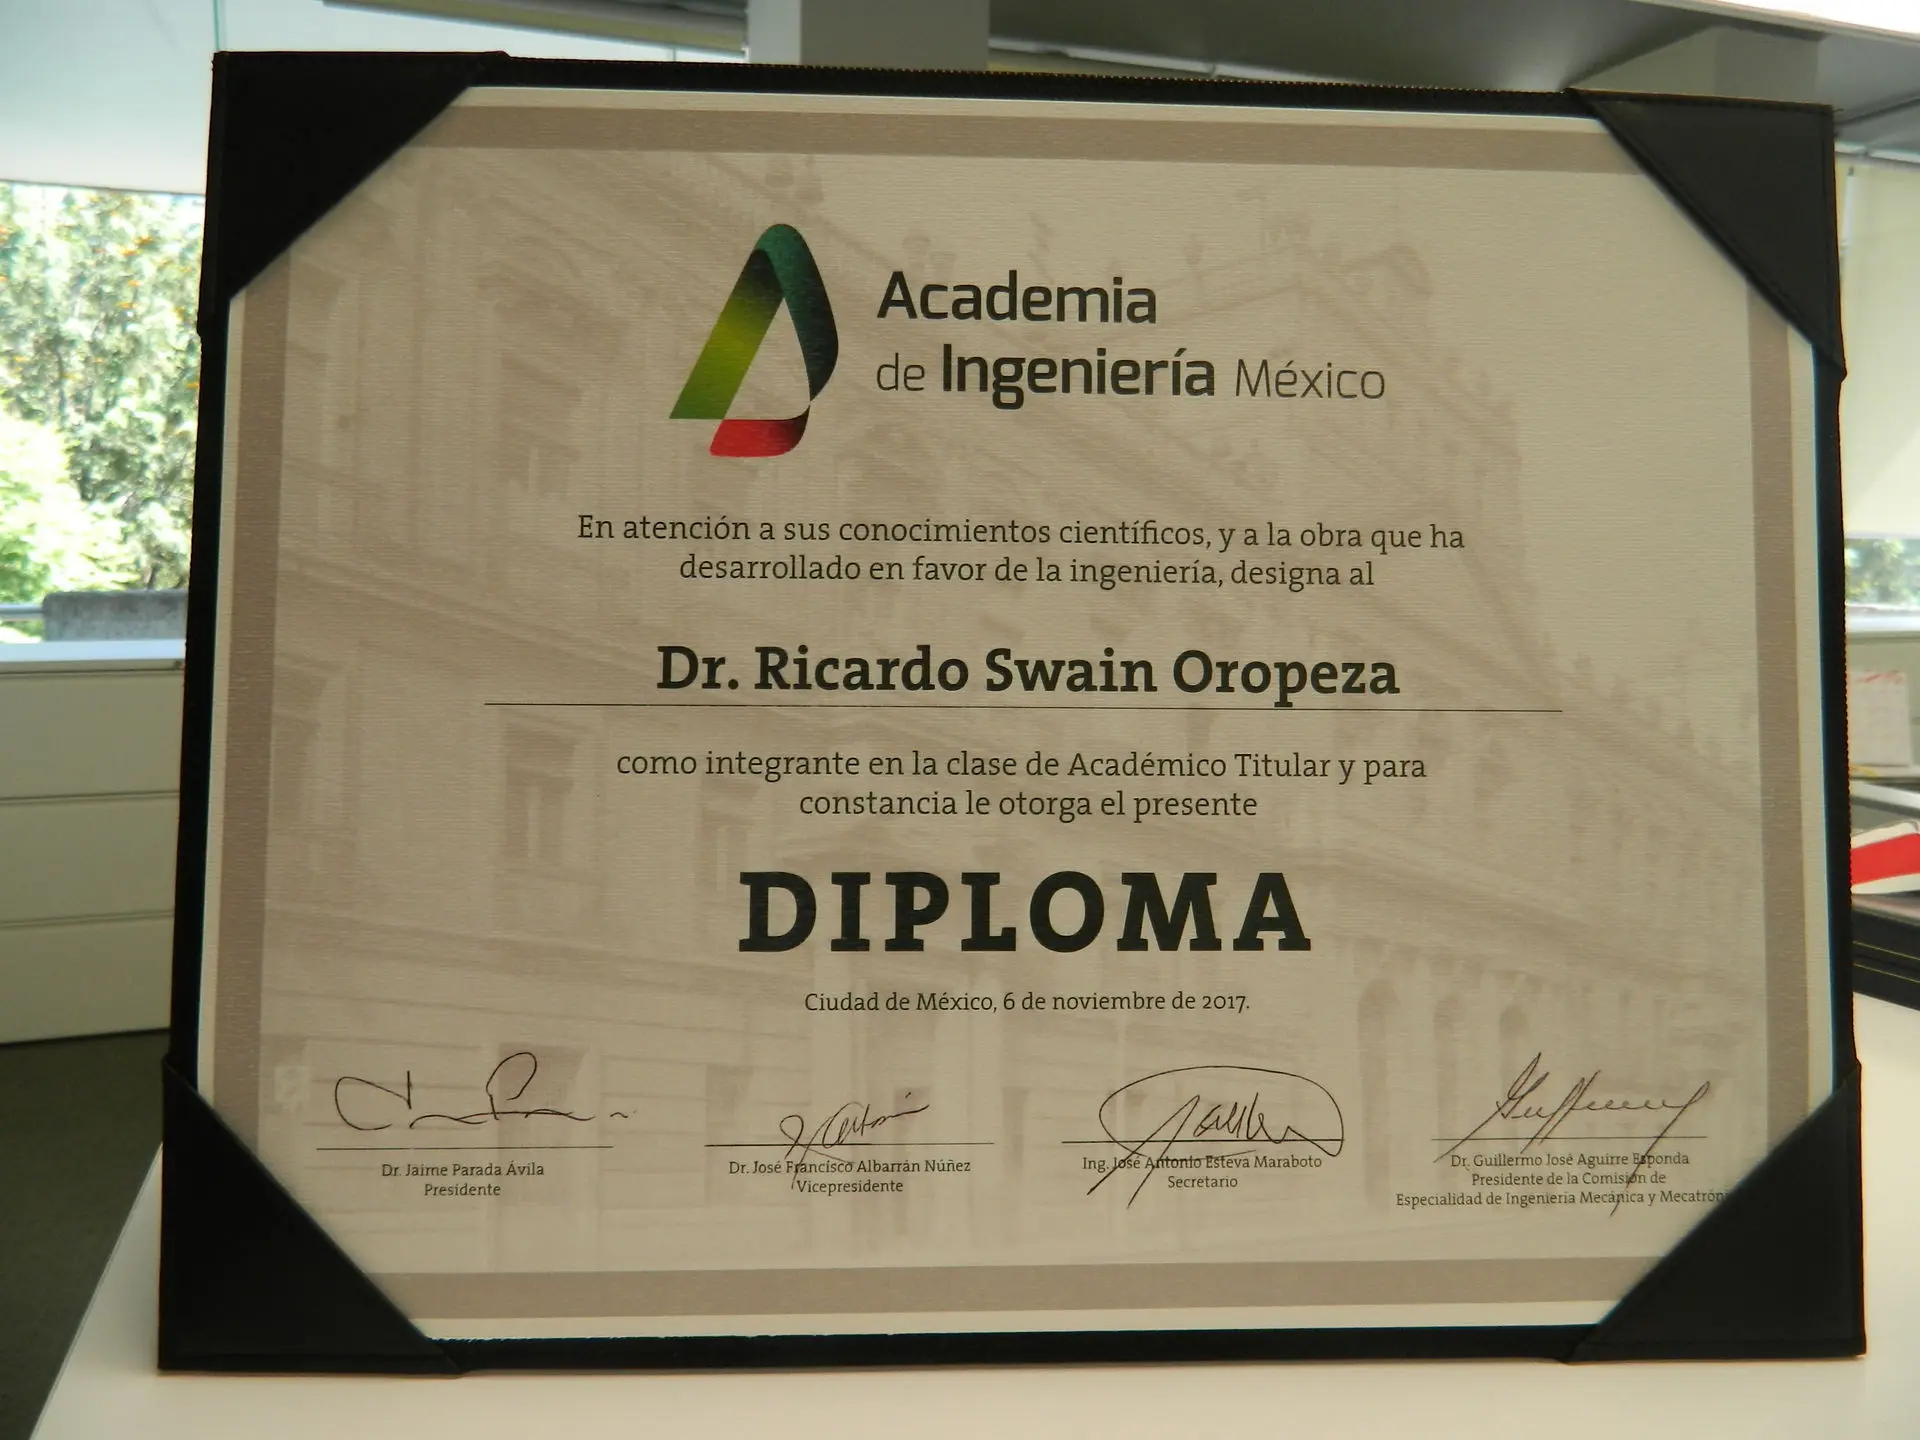 Academia
de Ingeniería México
En atención a sus conocimientos científicos, y a la obra que ha
desarrollado en favor de la ingeniería, designa al
Dr. Ricardo Swain Oropeza
como integrante en la clase de Académico Titular y para
constancia le otorga el presente
DIPLOMA
Ciudad de México, 6 de noviembre de 2017.
Dr. Jaime Parada Ávila
Presidente
Dr. José Francisco Albarrán Núñez
Vicepresidente
Ing. José Antonio Esteva Maraboto
Secretario
Dr. Guillermo José Aguirre Esponda
Presidente de la Comisión de
Especialidad de Ingeniería Mecánica y Mecatróni